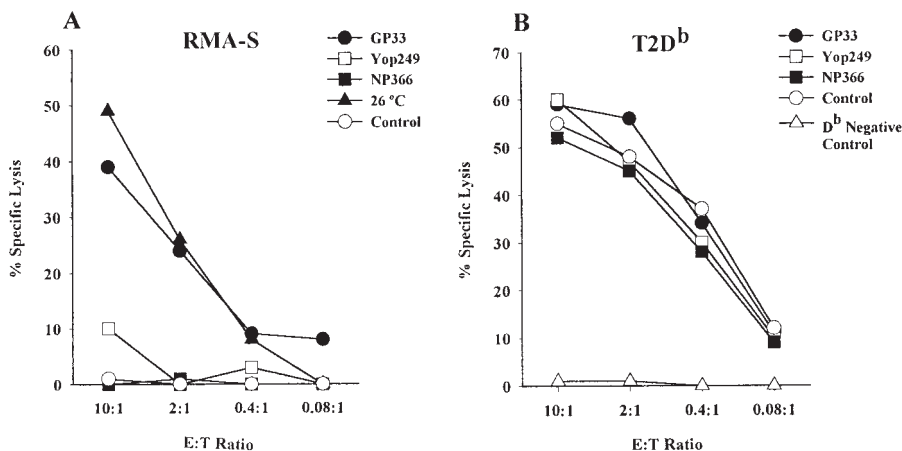 A
RMA-S
GP33
Yop249
NP366
26 °C
Control
60
50
40
30
20
10
0
% Specific Lysis
10:1
2:1
0.4:1
0.08:1
E:T Ratio
B
T2Dᵇ
GP33
Yop249
NP366
Control
Dᵇ Negative
Control
70
60
50
40
30
20
10
0
% Specific Lysis
10:1
2:1
0.4:1
0.08:1
E:T Ratio